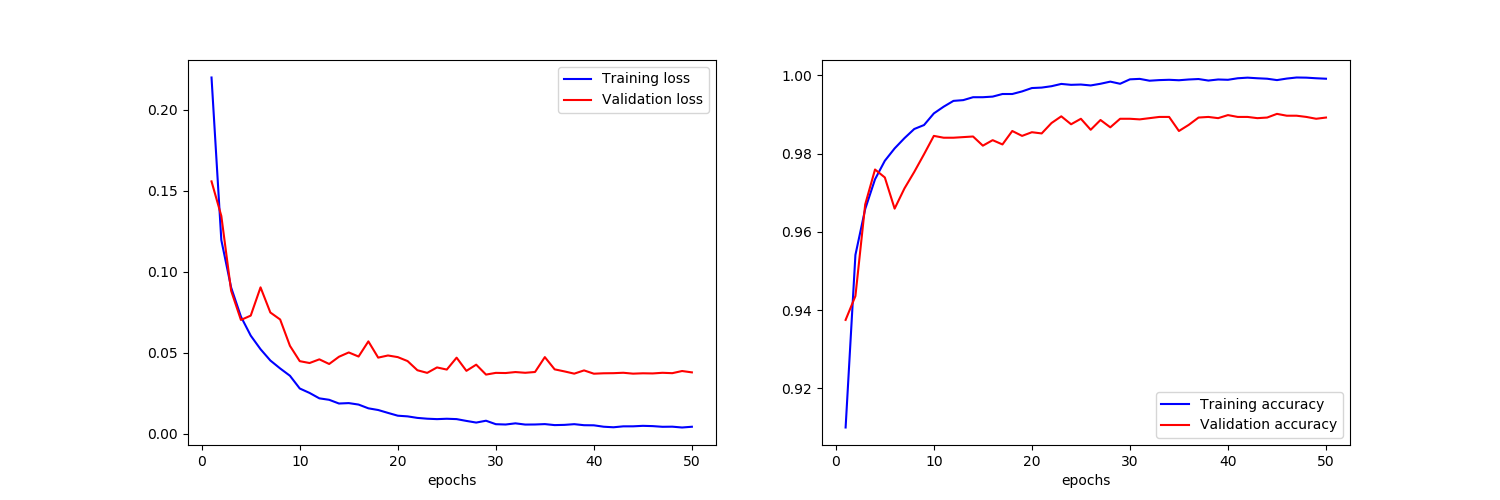 Training loss
Validation loss
0.20
0.15
0.10
0.05
0.00
0 10 20 30 40 50
epochs
1.00
0.98
0.96
0.94
0.92
Training accuracy
Validation accuracy
0 10 20 30 40 50
epochs